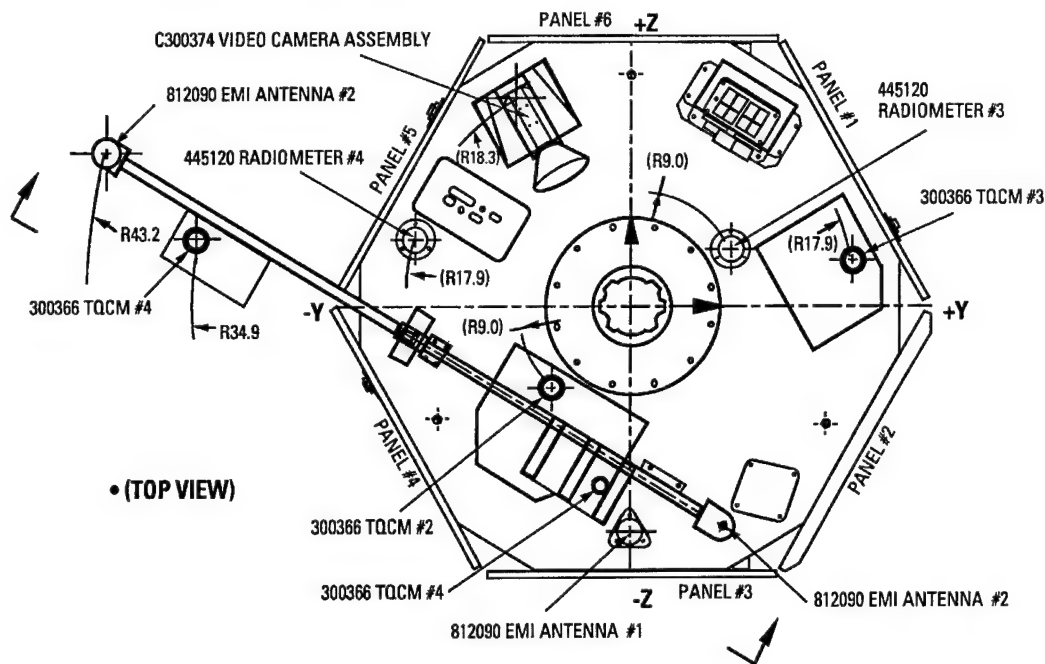 PANEL #6
+Z
C300374 VIDEO CAMERA ASSEMBLY
812090 EMI ANTENNA #2
PANEL #1
445120
RADIOMETER #3
PANEL #5
445120 RADIOMETER #4
(R18.3)
(R9.0)
300366 TQCM #3
R43.2
(R17.9)
(R17.9)
300366 TQCM #4
-Y
+Y
R34.9
(R9.0)
PANEL #4
PANEL #2
• (TOP VIEW)
300366 TQCM #2
300366 TQCM #4
-Z
PANEL #3
812090 EMI ANTENNA #2
812090 EMI ANTENNA #1